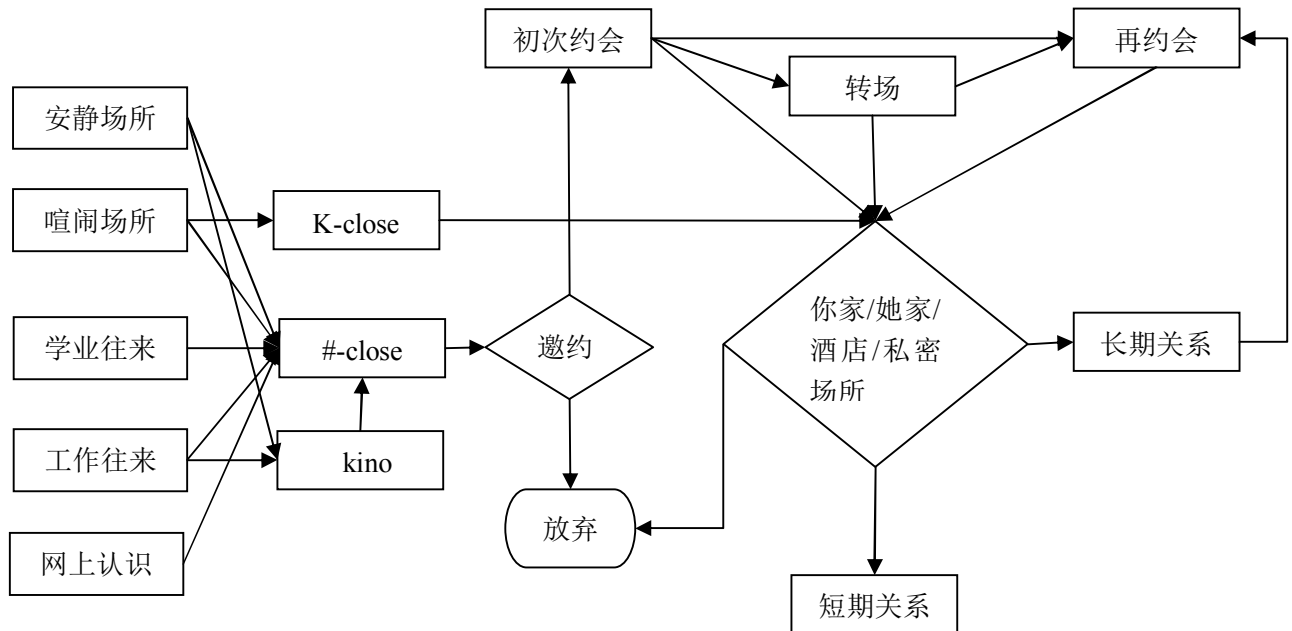 初次约会
再约会
转场
安静场所
喧闹场所
K-close
学业往来
#-close
邀约
你家/她家/
酒店/私密
场所
长期关系
工作往来
kino
放弃
网上认识
短期关系